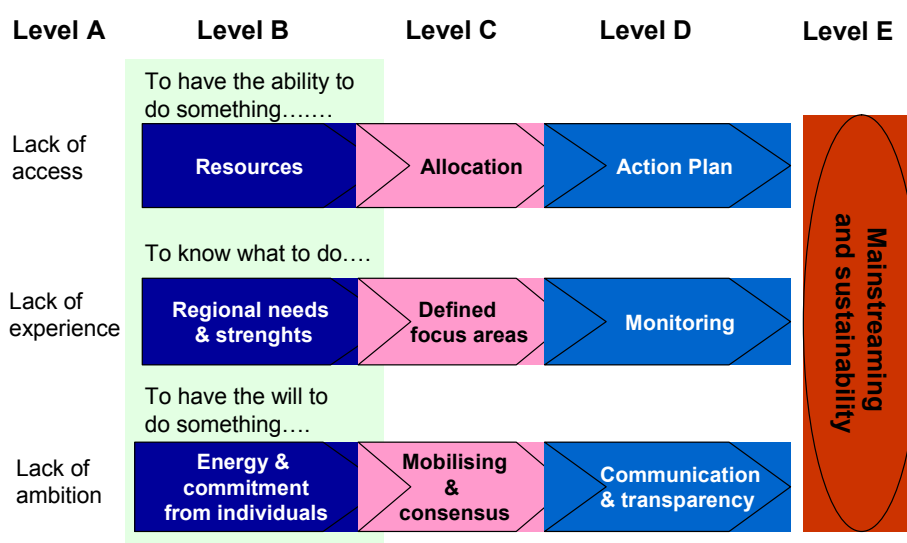 Level A Level B Level C Level D Level E
To have the ability to
do something…….
Lack of
access
Resources
Allocation
Action Plan
To know what to do….
Lack of
experience
Regional needs
& strenghts
Defined
focus areas
Monitoring
To have the will to
do something….
Lack of
ambition
Energy &
commitment
from individuals
Mobilising
&
consensus
Communication
& transparency
Mainstreaming
and sustainability